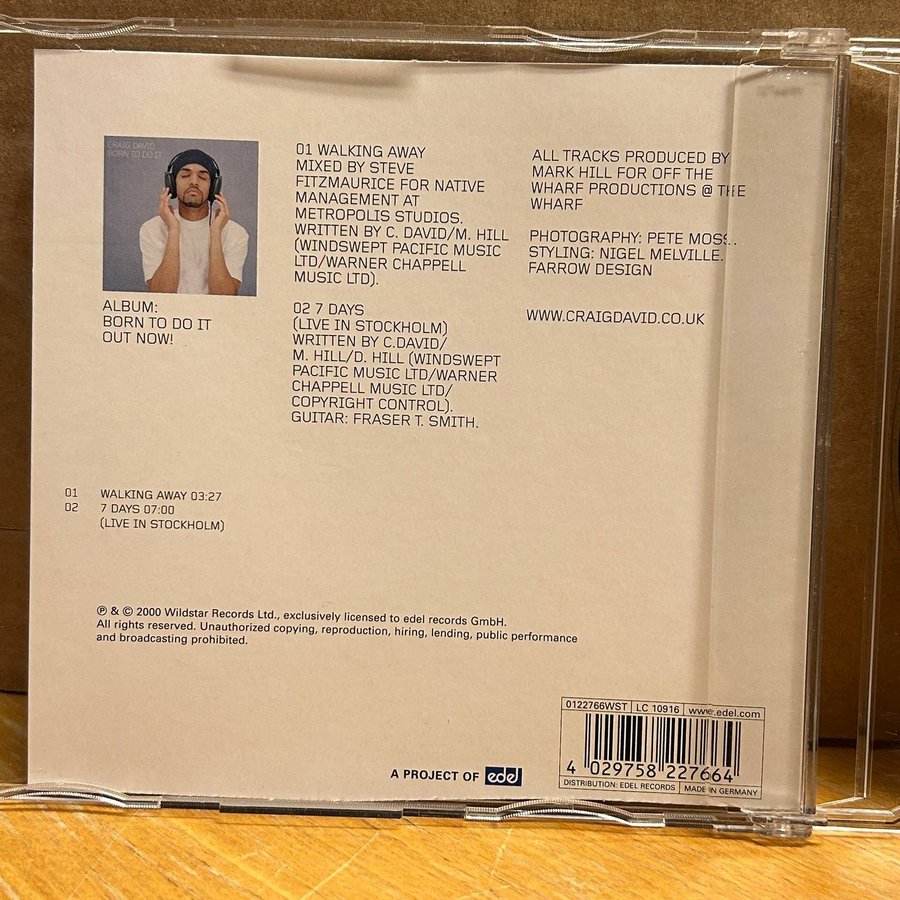 CRAIG DAVID
BORN TO DO IT
ALBUM:
BORN TO DO IT
OUT NOW!
01 WALKING AWAY
MIXED BY STEVE
FITZMAURICE FOR NATIVE
MANAGEMENT AT
METROPOLIS STUDIOS.
WRITTEN BY C. DAVID/M. HILL
(WINDSWEPT PACIFIC MUSIC
LTD/WARNER CHAPPELL
MUSIC LTD).
02 7 DAYS
(LIVE IN STOCKHOLM)
WRITTEN BY C.DAVID/
M. HILL/D. HILL (WINDSWEPT
PACIFIC MUSIC LTD/WARNER
CHAPPELL MUSIC LTD/
COPYRIGHT CONTROL).
GUITAR: FRASER T. SMITH.
ALL TRACKS PRODUCED BY
MARK HILL FOR OFF THE
WHARF PRODUCTIONS @ THE
WHARF
PHOTOGRAPHY: PETE MOSS.
STYLING: NIGEL MELVILLE.
FARROW DESIGN
WWW.CRAIGDAVID.CO.UK
01 WALKING AWAY 03:27
02 7 DAYS 07:00
(LIVE IN STOCKHOLM)
℗ & © 2000 Wildstar Records Ltd., exclusively licensed to edel records GmbH.
All rights reserved. Unauthorized copying, reproduction, hiring, lending, public performance
and broadcasting prohibited.
A PROJECT OF edel
0122766WST LC 10916 www.edel.com
4 029758 227664
DISTRIBUTION: EDEL RECORDS MADE IN GERMANY